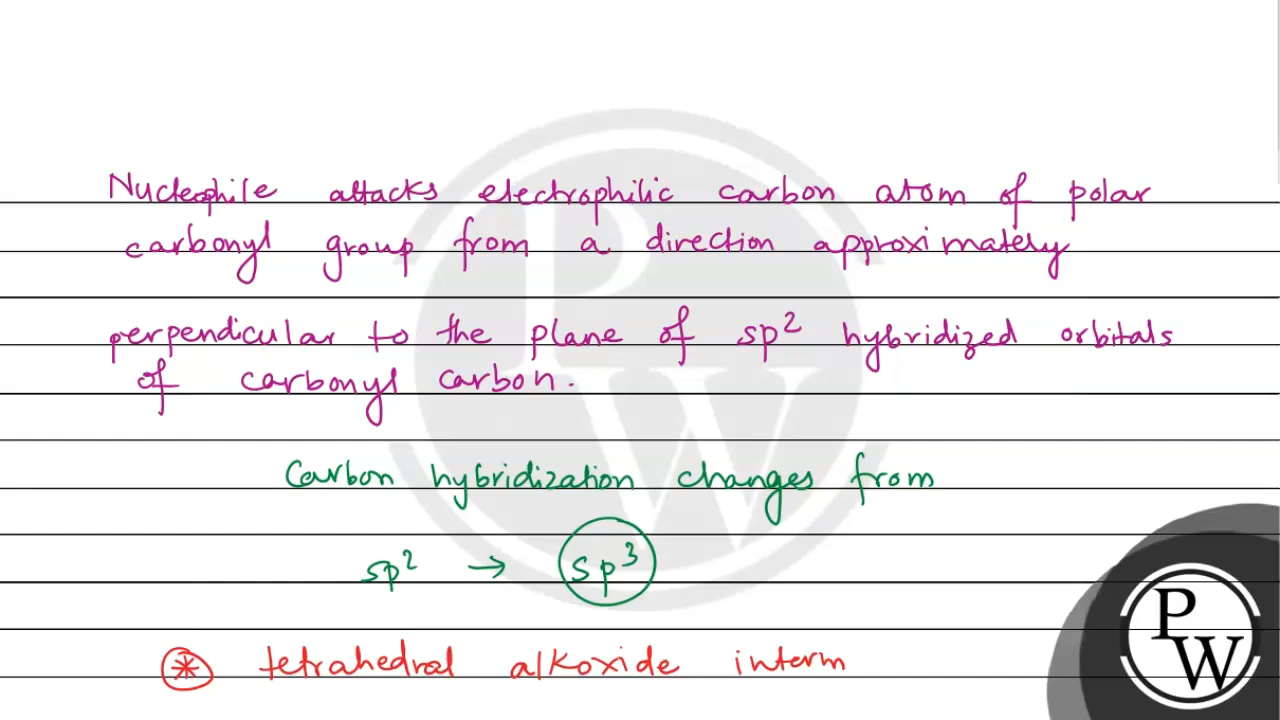 Nucleophile attacks electrophilic carbon atom of polar
carbonyl group from a direction approximately
perpendicular to the plane of sp² hybridized orbitals
of carbonyl carbon.
Carbon hybridization changes from
sp² → sp³
* tetrahedral alkoxide interm
P
W